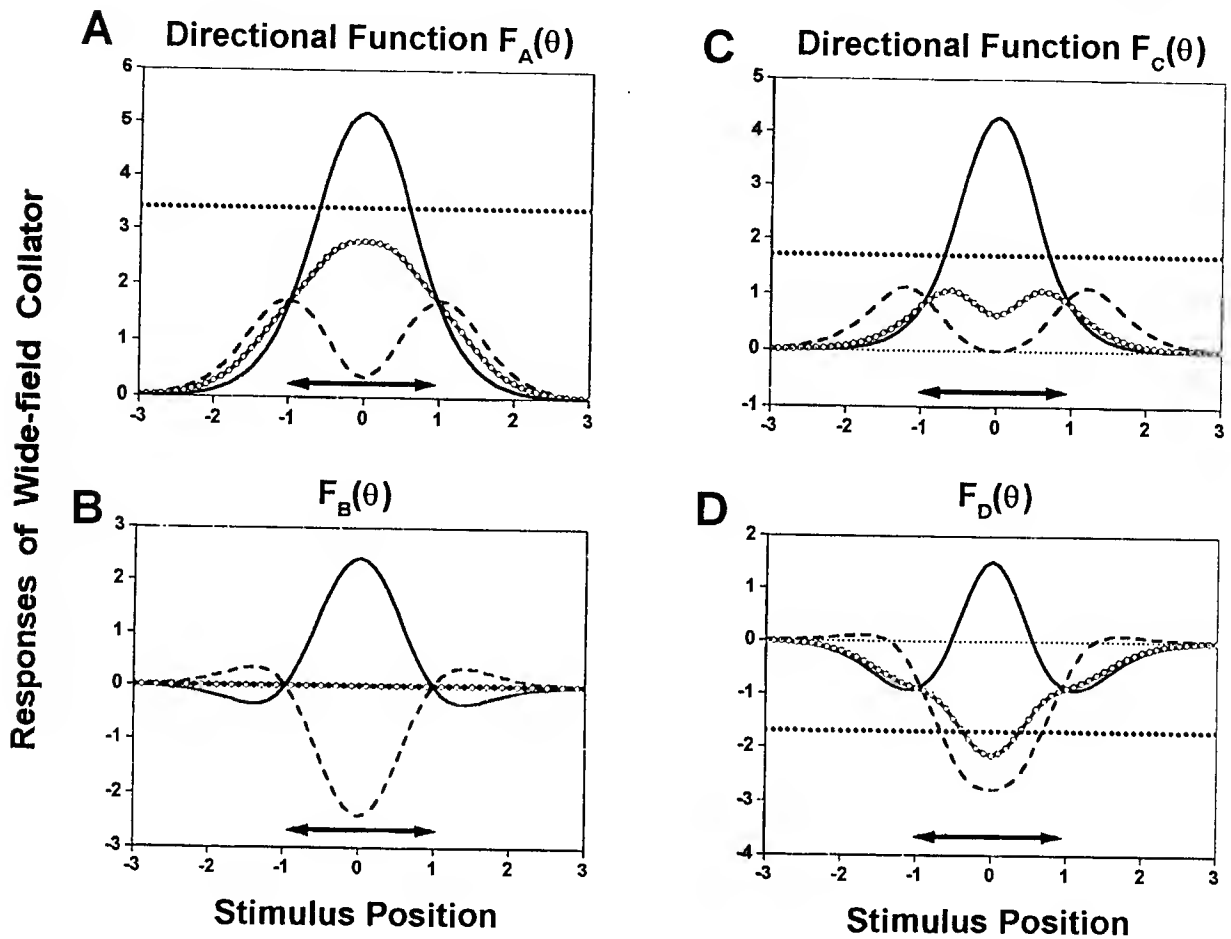 Responses of Wide-field Collator
A Directional Function F_A(θ)
6
5
4
3
2
1
0
-3 -2 -1 0 1 2 3
C Directional Function F_C(θ)
5
4
3
2
1
0
-1
-3 -2 -1 0 1 2 3
B F_B(θ)
3
2
1
0
-1
-2
-3
-3 -2 -1 0 1 2 3
Stimulus Position
D F_D(θ)
2
1
0
-1
-2
-3
-4
-3 -2 -1 0 1 2 3
Stimulus Position